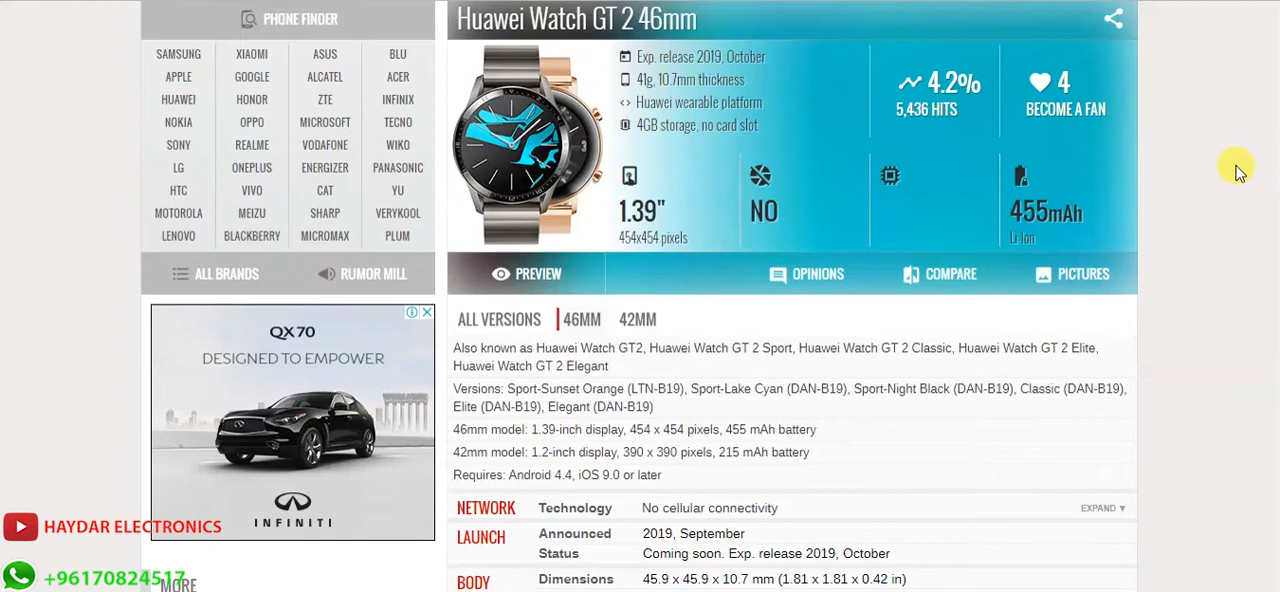 PHONE FINDER
SAMSUNG XIAOMI ASUS BLU
APPLE GOOGLE ALCATEL ACER
HUAWEI HONOR ZTE INFINIX
NOKIA OPPO MICROSOFT TECNO
SONY REALME VODAFONE WIKO
LG ONEPLUS ENERGIZER PANASONIC
HTC VIVO CAT YU
MOTOROLA MEIZU SHARP VERYKOOL
LENOVO BLACKBERRY MICROMAX PLUM
ALL BRANDS RUMOR MILL
QX70
DESIGNED TO EMPOWER
INFINITI
HAYDAR ELECTRONICS
+96170824517
MORE
Huawei Watch GT 2 46mm
Exp. release 2019, October
41g, 10.7mm thickness
Huawei wearable platform
4GB storage, no card slot
4.2%
5,436 HITS
4
BECOME A FAN
1.39"
454x454 pixels
NO
455mAh
Li-Ion
PREVIEW OPINIONS COMPARE PICTURES
ALL VERSIONS 46MM 42MM
Also known as Huawei Watch GT2, Huawei Watch GT 2 Sport, Huawei Watch GT 2 Classic, Huawei Watch GT 2 Elite,
Huawei Watch GT 2 Elegant
Versions: Sport-Sunset Orange (LTN-B19), Sport-Lake Cyan (DAN-B19), Sport-Night Black (DAN-B19), Classic (DAN-B19),
Elite (DAN-B19), Elegant (DAN-B19)
46mm model: 1.39-inch display, 454 x 454 pixels, 455 mAh battery
42mm model: 1.2-inch display, 390 x 390 pixels, 215 mAh battery
Requires: Android 4.4, iOS 9.0 or later
NETWORK Technology No cellular connectivity EXPAND ▼
LAUNCH Announced 2019, September
Status Coming soon. Exp. release 2019, October
BODY Dimensions 45.9 x 45.9 x 10.7 mm (1.81 x 1.81 x 0.42 in)